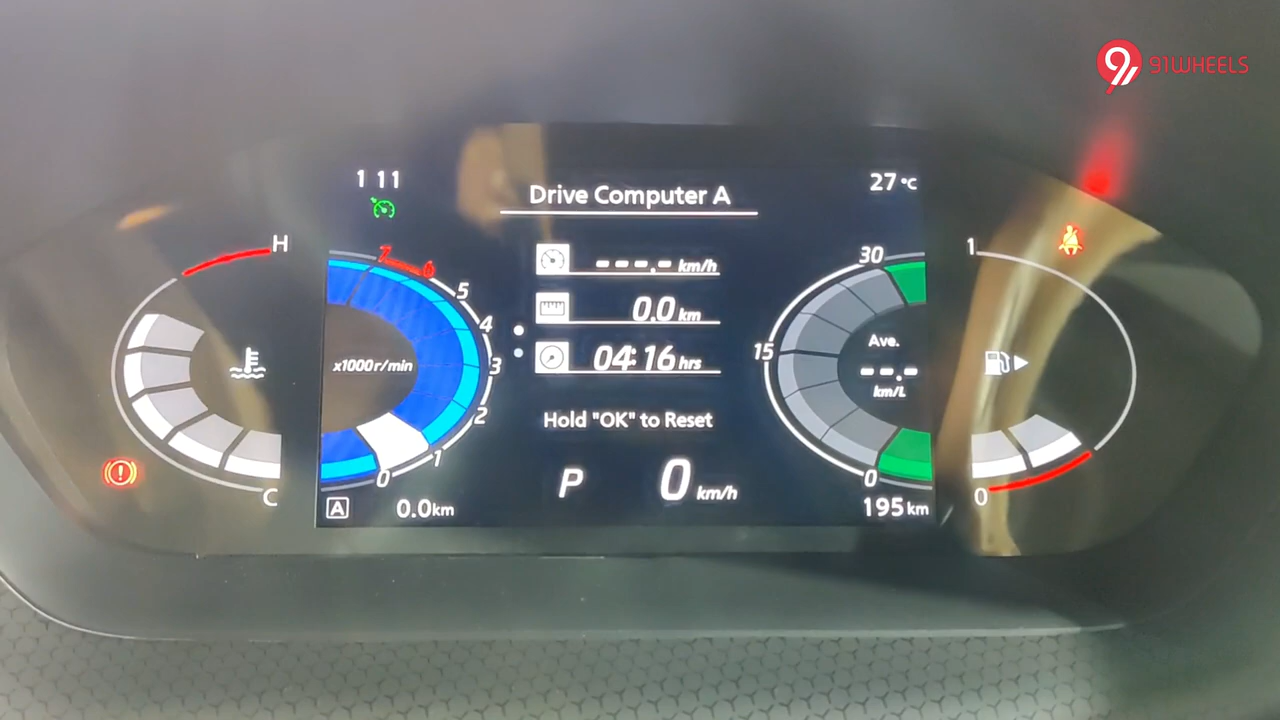 91WHEELS
1 11
27°C
Drive Computer A
H
C
7
6
5
4
3
2
1
0
x1000r/min
---.- km/h
0.0 km
04:16 hrs
Hold "OK" to Reset
P
0 km/h
30
15
0
Ave.
--.-
km/L
1
0
A
0.0km
195 km